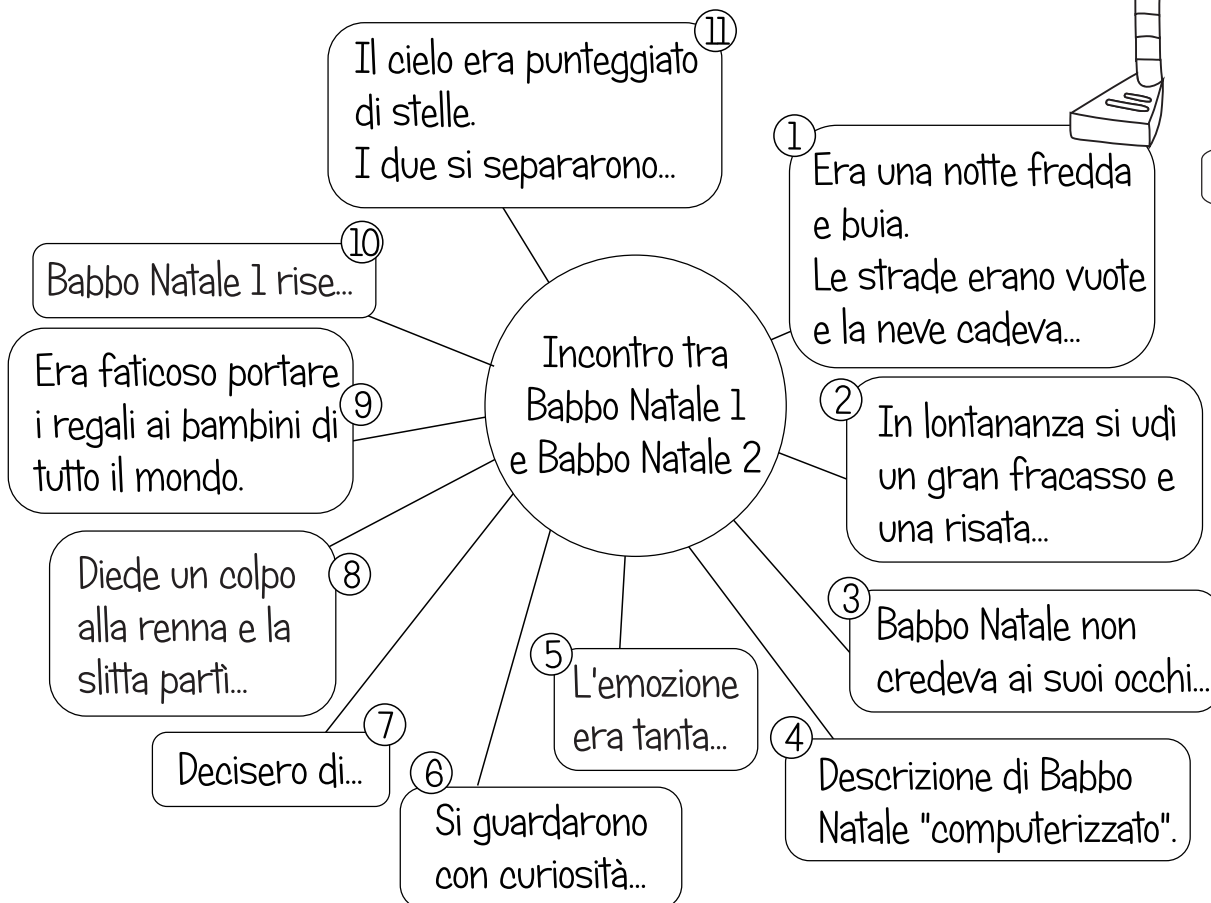 Incontro tra
Babbo Natale 1
e Babbo Natale 2
1
Era una notte fredda
e buia.
Le strade erano vuote
e la neve cadeva...
2
In lontananza si udì
un gran fracasso e
una risata...
3
Babbo Natale non
credeva ai suoi occhi...
4
Descrizione di Babbo
Natale "computerizzato".
5
L'emozione
era tanta...
6
Si guardarono
con curiosità...
7
Decisero di...
8
Diede un colpo
alla renna e la
slitta partì...
9
Era faticoso portare
i regali ai bambini di
tutto il mondo.
10
Babbo Natale 1 rise...
11
Il cielo era punteggiato
di stelle.
I due si separarono...